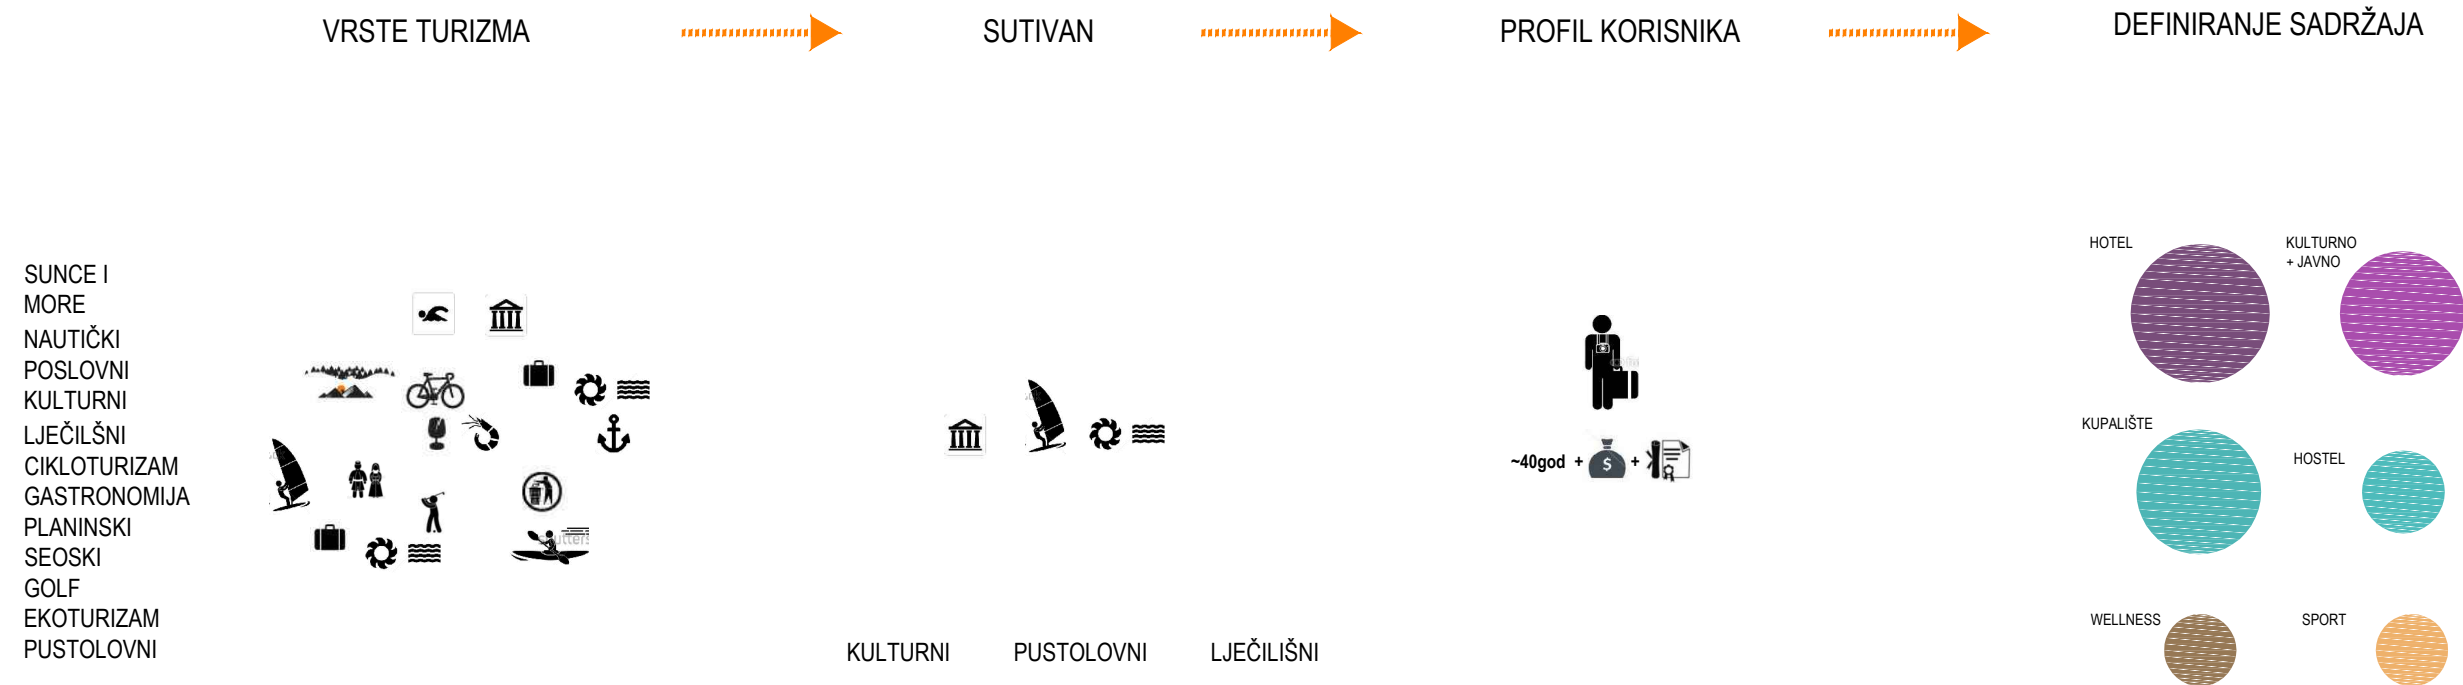 VRSTE TURIZMA
SUTIVAN
PROFIL KORISNIKA
DEFINIRANJE SADRŽAJA
SUNCE I
MORE
NAUTIČKI
POSLOVNI
KULTURNI
LJEČILŠNI
CIKLOTURIZAM
GASTRONOMIJA
PLANINSKI
SEOSKI
GOLF
EKOTURIZAM
PUSTOLOVNI
KULTURNI
PUSTOLOVNI
LJEČILIŠNI
~40god + $ +
HOTEL
KULTURNO
+ JAVNO
KUPALIŠTE
HOSTEL
WELLNESS
SPORT